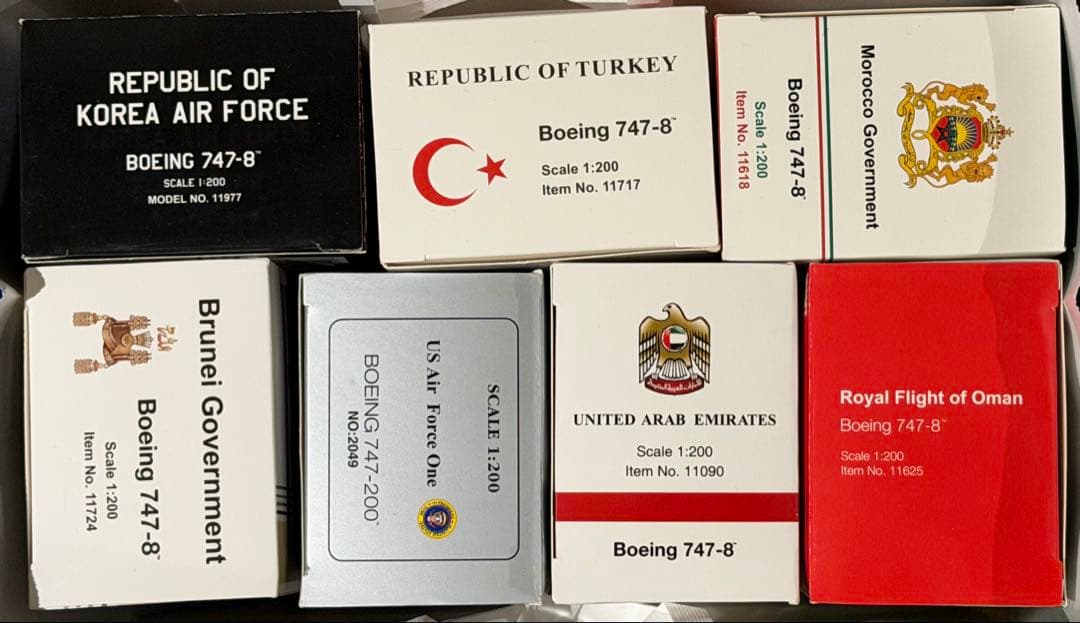 REPUBLIC OF
KOREA AIR FORCE
BOEING 747-8™
SCALE 1:200
MODEL NO. 11977
REPUBLIC OF TURKEY
Boeing 747-8™
Scale 1:200
Item No. 11717
Morocco Government
Boeing 747-8™
Scale 1:200
Item No. 11618
Brunei Government
Boeing 747-8™
Scale 1:200
Item No. 11724
SCALE 1:200
US Air Force One
BOEING 747-200™
NO:2049
UNITED ARAB EMIRATES
Scale 1:200
Item No. 11090
Boeing 747-8™
Royal Flight of Oman
Boeing 747-8™
Scale 1:200
Item No. 11625